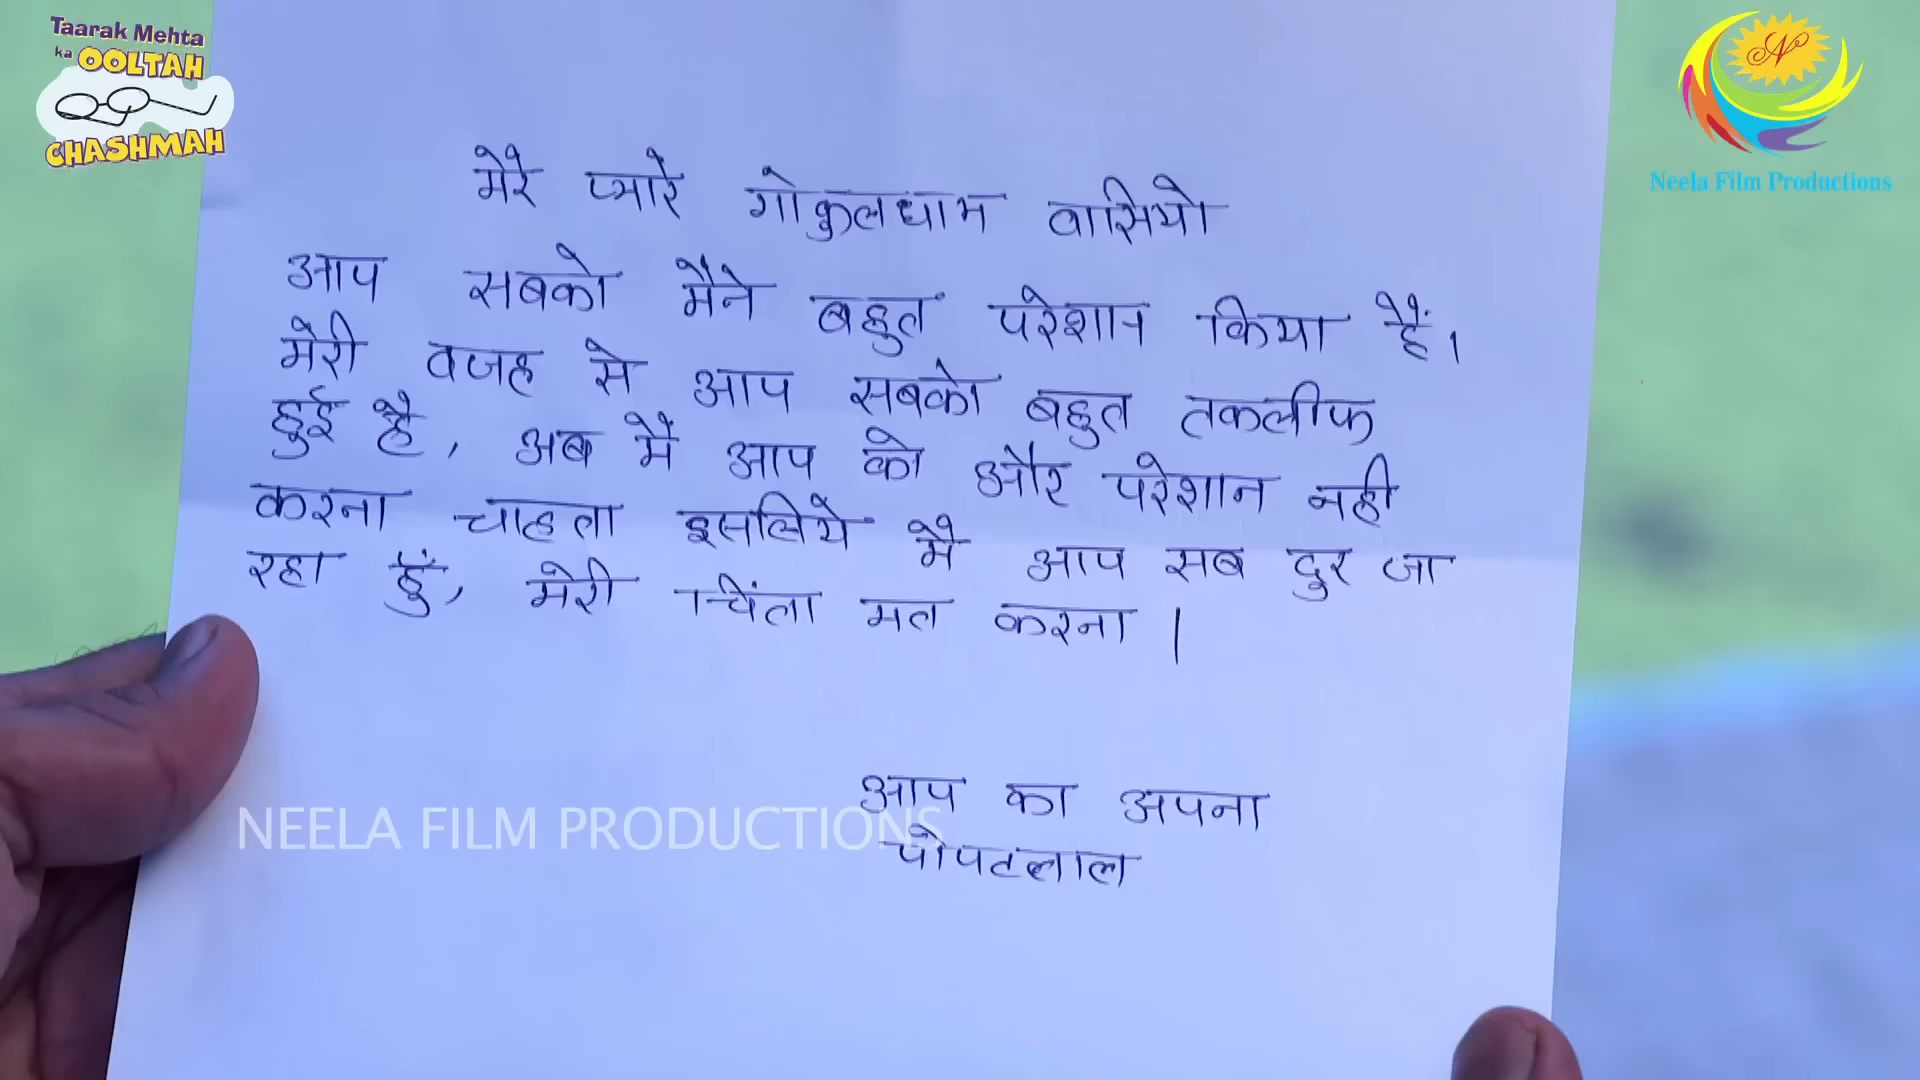 Taarak Mehta
ka OOLTAH
CHASHMAH
Neela Film Productions
मेरे प्यारे गोकुलधाम वासियो
आप सबको मैने बहुत परेशान किया हैं।
मेरी वजह से आप सबको बहुत तकलीफ
हुई है, अब मैं आप को और परेशान नही
करना चाहता इसलिये मै आप सब दुर जा
रहा हुँ, मेरी चिंता मत करना।
आप का अपना
पोपटलाल
NEELA FILM PRODUCTIONS